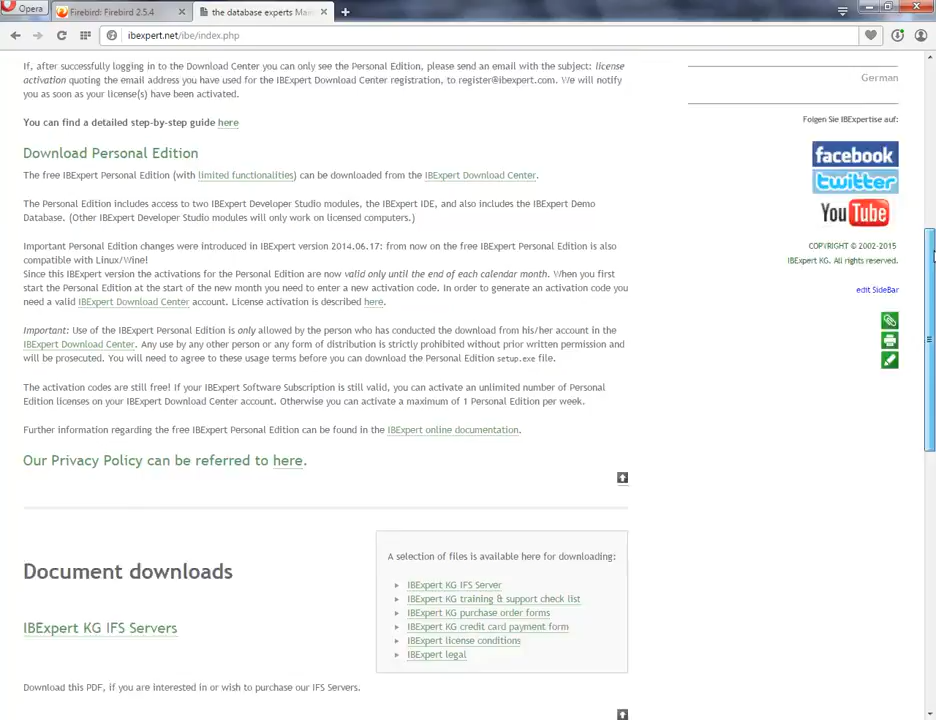 Opera
Firebird: Firebird 2.5.4
the database experts Mai
ibexpert.net/ibe/index.php
If, after successfully logging in to the Download Center you can only see the Personal Edition, please send an email with the subject: license
activation quoting the email address you have used for the IBExpert Download Center registration, to register@ibexpert.com. We will notify
you as soon as your license(s) have been activated.
You can find a detailed step-by-step guide here
Download Personal Edition
The free IBExpert Personal Edition (with limited functionalities) can be downloaded from the IBExpert Download Center.
The Personal Edition includes access to two IBExpert Developer Studio modules, the IBExpert IDE, and also includes the IBExpert Demo
Database. (Other IBExpert Developer Studio modules will only work on licensed computers.)
Important Personal Edition changes were introduced in IBExpert version 2014.06.17: from now on the free IBExpert Personal Edition is also
compatible with Linux/Wine!
Since this IBExpert version the activations for the Personal Edition are now valid only until the end of each calendar month. When you first
start the Personal Edition at the start of the new month you need to enter a new activation code. In order to generate an activation code you
need a valid IBExpert Download Center account. License activation is described here.
Important: Use of the IBExpert Personal Edition is only allowed by the person who has conducted the download from his/her account in the
IBExpert Download Center. Any use by any other person or any form of distribution is strictly prohibited without prior written permission and
will be prosecuted. You will need to agree to these usage terms before you can download the Personal Edition setup.exe file.
The activation codes are still free! If your IBExpert Software Subscription is still valid, you can activate an unlimited number of Personal
Edition licenses on your IBExpert Download Center account. Otherwise you can activate a maximum of 1 Personal Edition per week.
Further information regarding the free IBExpert Personal Edition can be found in the IBExpert online documentation.
Our Privacy Policy can be referred to here.
Document downloads
IBExpert KG IFS Servers
Download this PDF, if you are interested in or wish to purchase our IFS Servers.
A selection of files is available here for downloading:
IBExpert KG IFS Server
IBExpert KG training & support check list
IBExpert KG purchase order forms
IBExpert KG credit card payment form
IBExpert license conditions
IBExpert legal
German
Folgen Sie IBExpertise auf:
facebook
twitter
YouTube
COPYRIGHT © 2002-2015
IBExpert KG. All rights reserved.
edit SideBar